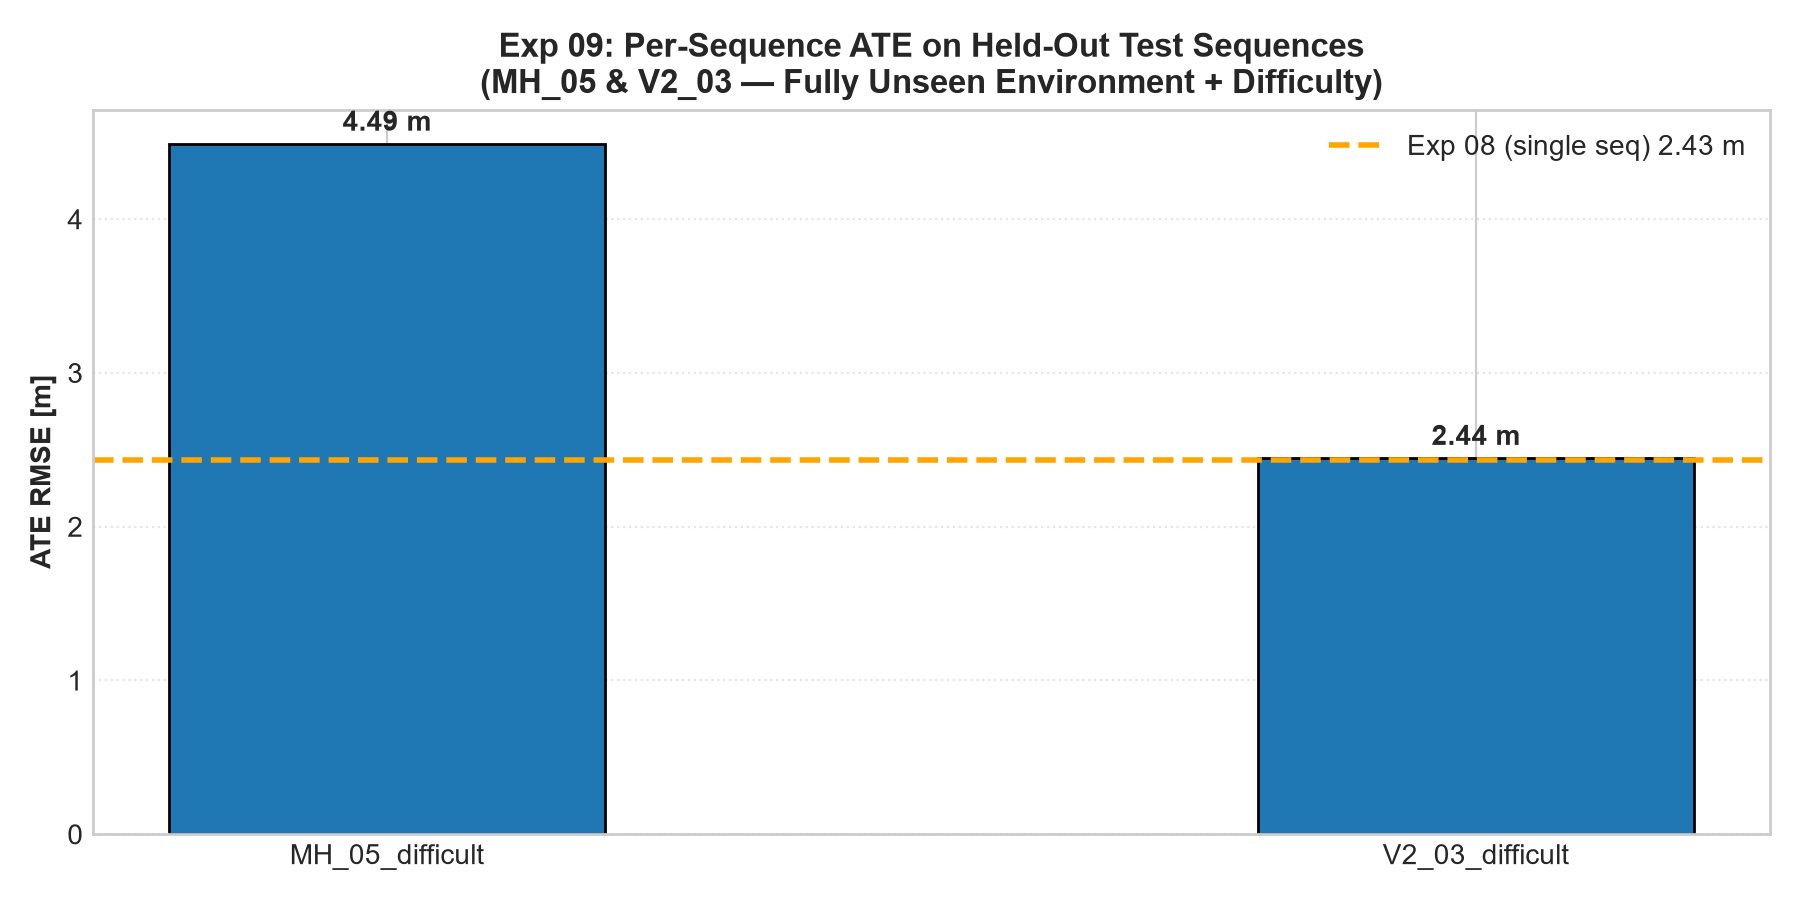 Exp 09: Per-Sequence ATE on Held-Out Test Sequences
(MH_05 & V2_03 — Fully Unseen Environment + Difficulty)
4.49 m
Exp 08 (single seq) 2.43 m
4
3
2.44 m
2
1
0
ATE RMSE [m]
MH_05_difficult
V2_03_difficult